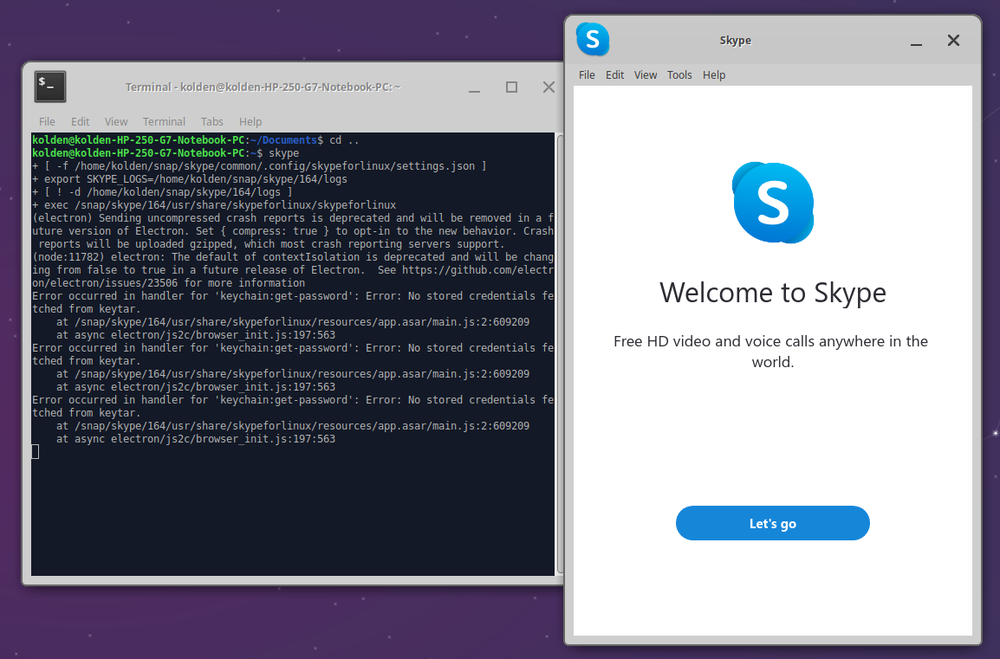 $ _
Terminal - kolden@kolden-HP-250-G7-Notebook-PC: ~
File Edit View Terminal Tabs Help
kolden@kolden-HP-250-G7-Notebook-PC:~/Documents$ cd ..
kolden@kolden-HP-250-G7-Notebook-PC:~$ skype
+ [ -f /home/kolden/snap/skype/common/.config/skypeforlinux/settings.json ]
+ export SKYPE_LOGS=/home/kolden/snap/skype/164/logs
+ [ ! -d /home/kolden/snap/skype/164/logs ]
+ exec /snap/skype/164/usr/share/skypeforlinux/skypeforlinux
(electron) Sending uncompressed crash reports is deprecated and will be removed in a f
uture version of Electron. Set { compress: true } to opt-in to the new behavior. Crash
 reports will be uploaded gzipped, which most crash reporting servers support.
(node:11782) electron: The default of contextIsolation is deprecated and will be chang
ing from false to true in a future release of Electron.  See https://github.com/electr
on/electron/issues/23506 for more information
Error occurred in handler for 'keychain:get-password': Error: No stored credentials fe
tched from keytar.
    at /snap/skype/164/usr/share/skypeforlinux/resources/app.asar/main.js:2:609209
    at async electron/js2c/browser_init.js:197:563
Error occurred in handler for 'keychain:get-password': Error: No stored credentials fe
tched from keytar.
    at /snap/skype/164/usr/share/skypeforlinux/resources/app.asar/main.js:2:609209
    at async electron/js2c/browser_init.js:197:563
Error occurred in handler for 'keychain:get-password': Error: No stored credentials fe
tched from keytar.
    at /snap/skype/164/usr/share/skypeforlinux/resources/app.asar/main.js:2:609209
    at async electron/js2c/browser_init.js:197:563
S
Skype
File Edit View Tools Help
S
Welcome to Skype
Free HD video and voice calls anywhere in the
world.
Let's go